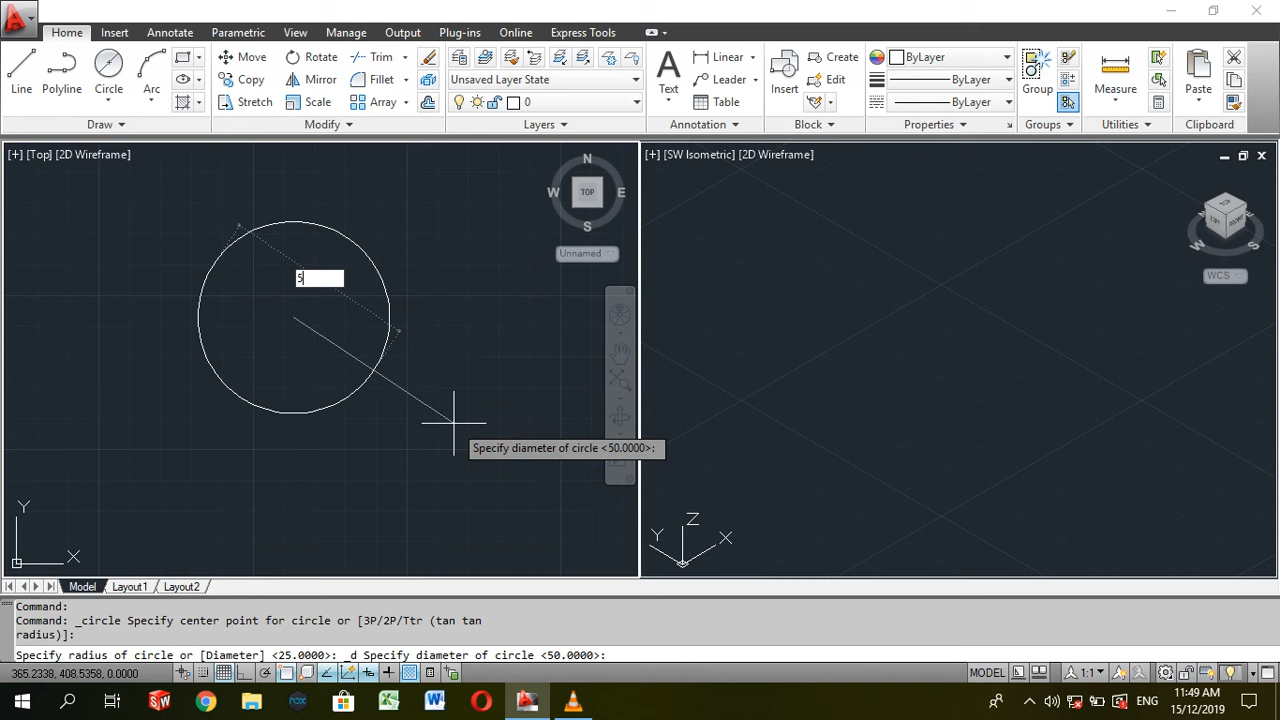 Home Insert Annotate Parametric View Manage Output Plug-ins Online Express Tools
Line Polyline Circle Arc
Move Rotate Trim
Copy Mirror Fillet
Stretch Scale Array
Unsaved Layer State
0
Text
Linear
Leader
Table
Insert
Create
Edit
ByLayer
ByLayer
ByLayer
Group
Measure
Paste
Draw Modify Layers Annotation Block Properties Groups Utilities Clipboard
[+] [Top] [2D Wireframe]
N
W TOP E
S
Unnamed
5
Specify diameter of circle <50.0000>:
Y
X
[+] [SW Isometric] [2D Wireframe]
W S
WCS
Z
Y X
Model Layout1 Layout2
Command:
Command: _circle Specify center point for circle or [3P/2P/Ttr (tan tan
radius)]:
Specify radius of circle or [Diameter] <25.0000>: _d Specify diameter of circle <50.0000>:
365.2338, 408.5358, 0.0000
MODEL 1:1
ENG 11:49 AM
15/12/2019